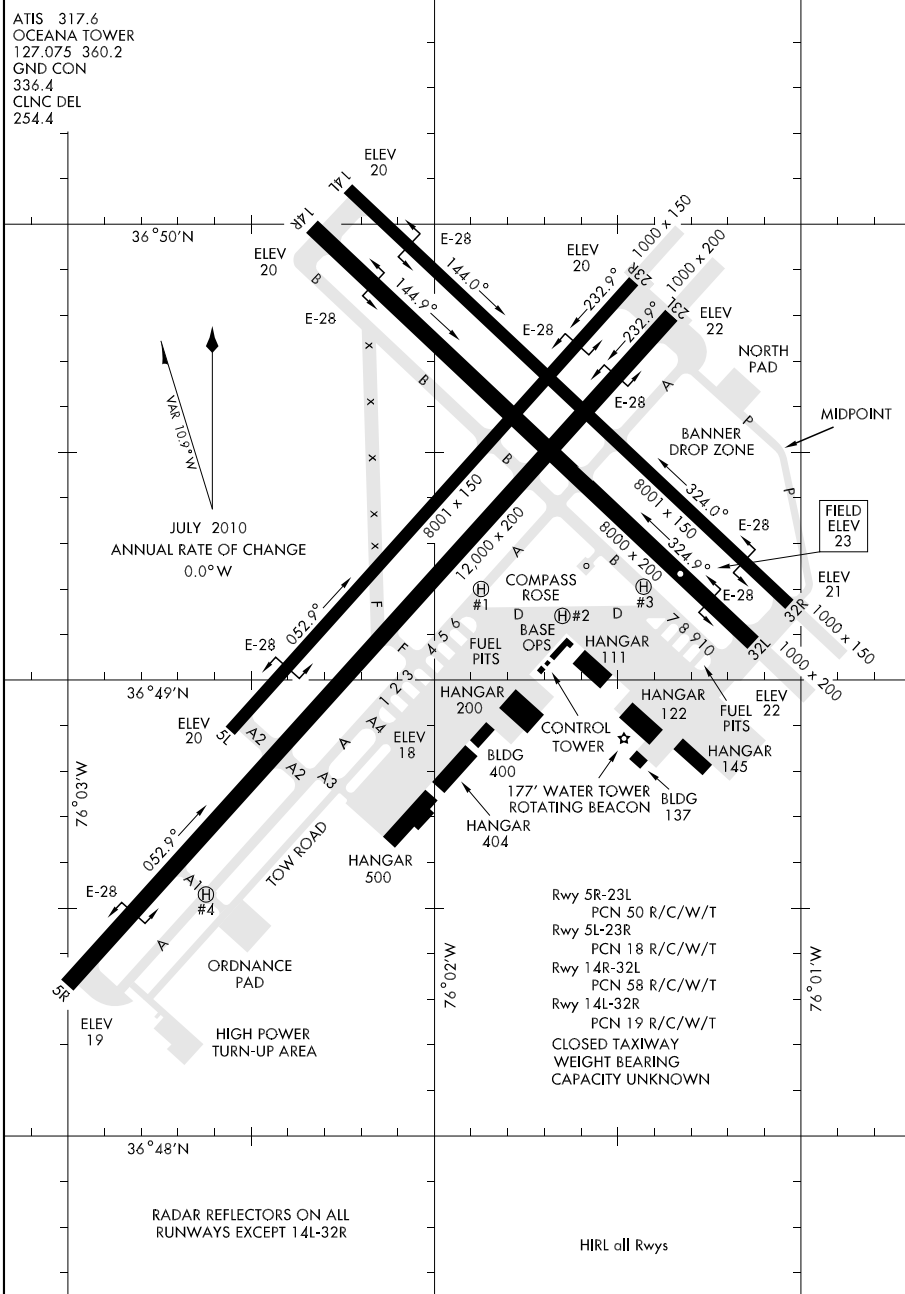 ATIS 317.6
OCEANA TOWER
127.075 360.2
GND CON
336.4
CLNC DEL
254.4
ELEV
20
14L
14R
36°50'N
ELEV
20
E-28
144.0°
ELEV
20
1000 x 150
23R
1000 x 200
23L
ELEV
22
B
E-28
144.9°
E-28
232.9°
232.9°
E-28
NORTH
PAD
VAR 10.9° W
X
X
X
X
X
B
A
P
MIDPOINT
BANNER
DROP ZONE
B
P
324.0°
8001 x 150
E-28
8001 x 150
12,000 x 200
8000 x 200
324.9°
FIELD
ELEV
23
JULY 2010
ANNUAL RATE OF CHANGE
0.0° W
A
B
COMPASS
ROSE
H
#1
H
#2
H
#3
E-28
ELEV
21
32R
1000 x 150
052.9°
F
F
E-28
D
D
4 5 6
FUEL
PITS
BASE
OPS
HANGAR
111
7 8 9 10
32L
1000 x 200
36°49'N
1 2 3
HANGAR
200
HANGAR
122
FUEL
PITS
ELEV
22
ELEV
20
5L
A2
A2
A3
A
A4
ELEV
18
CONTROL
TOWER
BLDG
400
HANGAR
145
177' WATER TOWER
ROTATING BEACON
BLDG
137
76°03'W
052.9°
HANGAR
404
TOW ROAD
HANGAR
500
E-28
A1
H
#4
A
5R
ELEV
19
ORDNANCE
PAD
HIGH POWER
TURN-UP AREA
76°02'W
76°01'W
Rwy 5R-23L
PCN 50 R/C/W/T
Rwy 5L-23R
PCN 18 R/C/W/T
Rwy 14R-32L
PCN 58 R/C/W/T
Rwy 14L-32R
PCN 19 R/C/W/T
CLOSED TAXIWAY
WEIGHT BEARING
CAPACITY UNKNOWN
36°48'N
RADAR REFLECTORS ON ALL
RUNWAYS EXCEPT 14L-32R
HIRL all Rwys